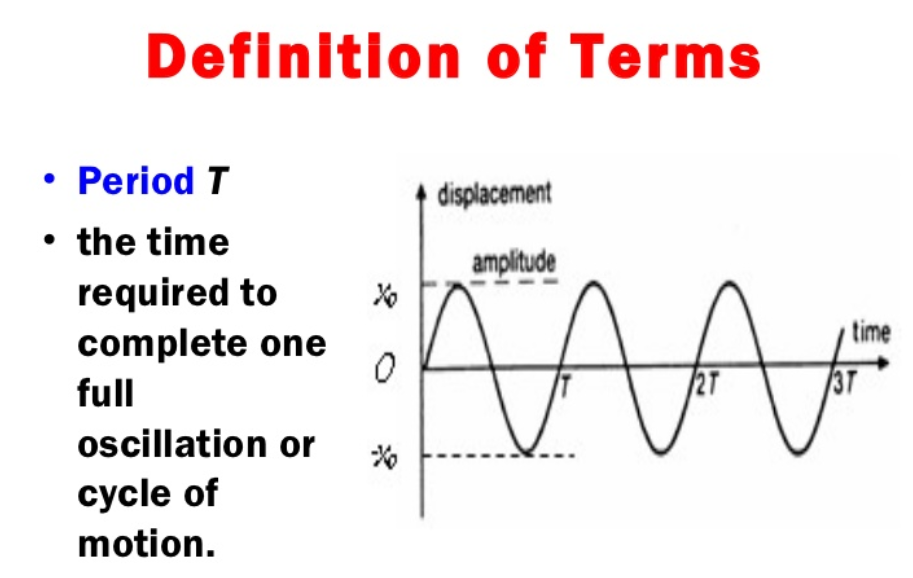 Definition of Terms
• Period T
• the time
required to
complete one
full
oscillation or
cycle of
motion.
displacement
amplitude
x₀
time
O
T
2T
3T
-x₀